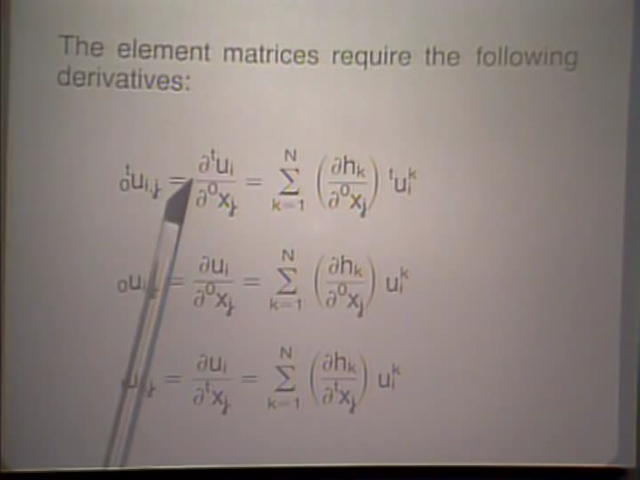 The element matrices require the following
derivatives:
ᵗ₀uᵢ,ⱼ = ∂ᵗuᵢ/∂⁰xⱼ = Σ_{k=1}^{N} (∂hₖ/∂⁰xⱼ) ᵗuᵢᵏ
₀uᵢ,ⱼ = ∂uᵢ/∂⁰xⱼ = Σ_{k=1}^{N} (∂hₖ/∂⁰xⱼ) uᵢᵏ
= ∂uᵢ/∂ᵗxⱼ = Σ_{k=1}^{N} (∂hₖ/∂ᵗxⱼ) uᵢᵏ